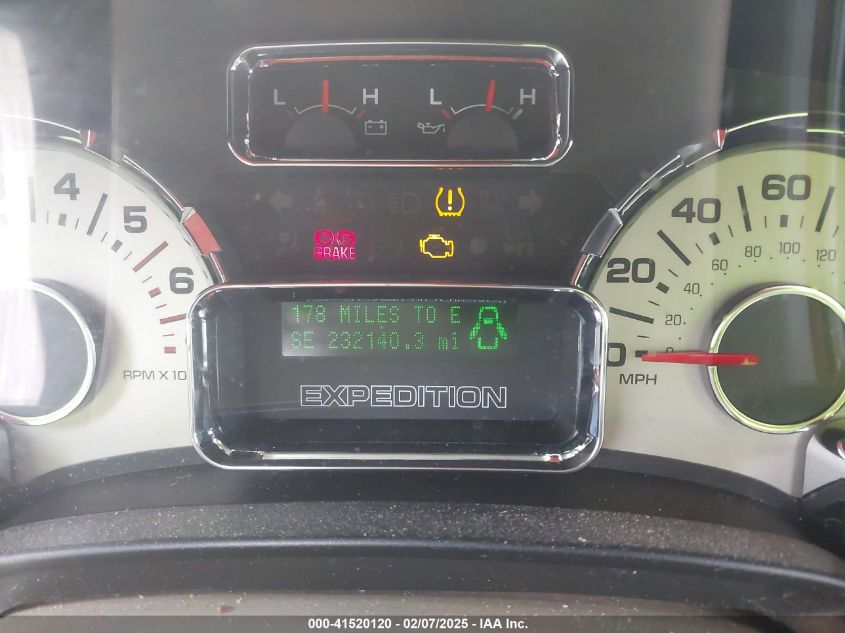 L H L H
4
5
6
RPM X 10
BRAKE
178 MILES TO E
SE 232140.3 mi
EXPEDITION
0 20 40 60
0 20 40 60 80 100 120
MPH
000-41520120 - 02/07/2025 - IAA Inc.